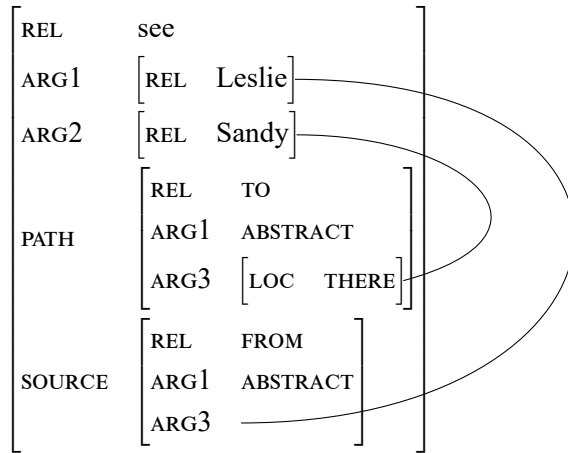 REL see
ARG1 [REL Leslie]
ARG2 [REL Sandy]
REL TO
PATH ARG1 ABSTRACT
ARG3 [LOC THERE]
REL FROM
SOURCE ARG1 ABSTRACT
ARG3